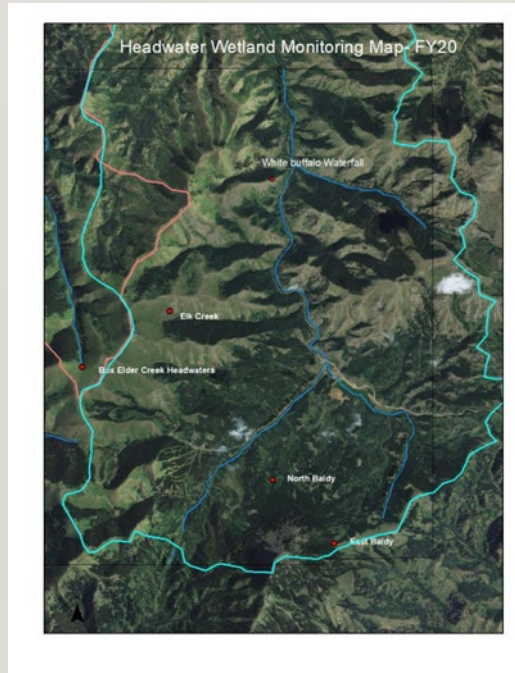 Headwater Wetland Monitoring Map- FY20
White buffalo Waterfall
Elk Creek
Box Elder Creek Headwaters
North Baldy
East Baldy